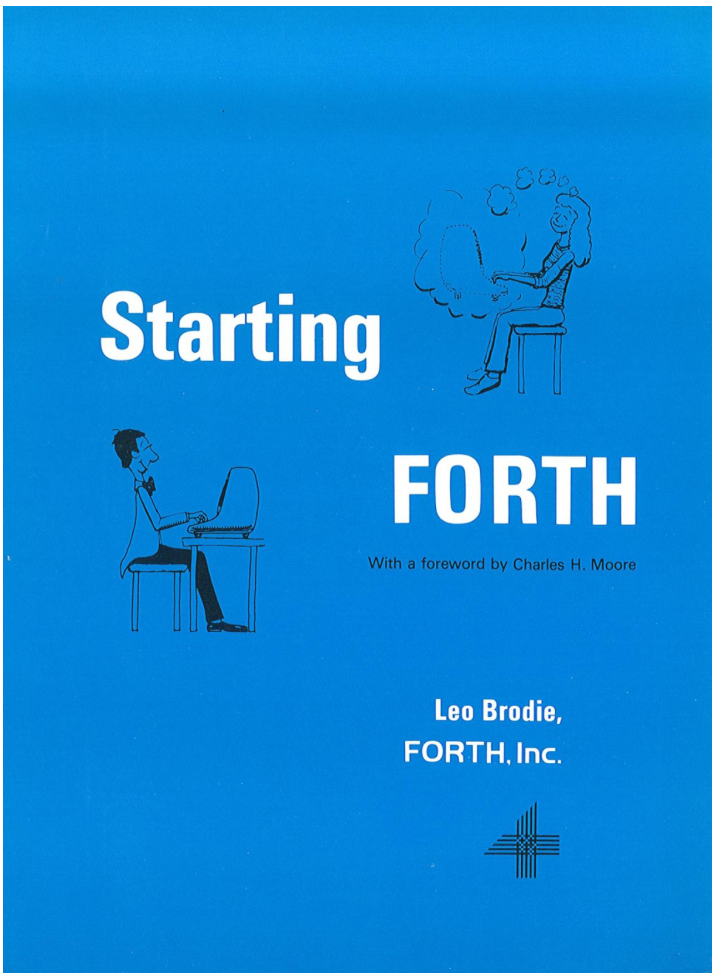 Starting
FORTH
With a foreword by Charles H. Moore
Leo Brodie,
FORTH, Inc.